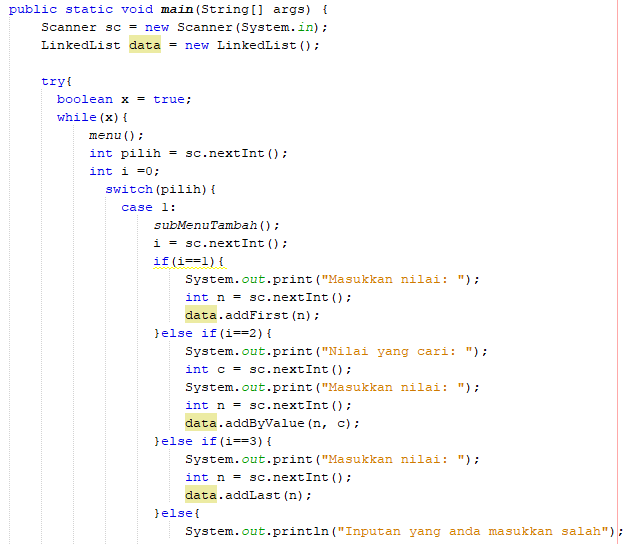 public static void main(String[] args) {
Scanner sc = new Scanner(System.in);
LinkedList data = new LinkedList();
try{
boolean x = true;
while(x){
menu();
int pilih = sc.nextInt();
int i =0;
switch(pilih){
case 1:
subMenuTambah();
i = sc.nextInt();
if(i==1){
System.out.print("Masukkan nilai: ");
int n = sc.nextInt();
data.addFirst(n);
}else if(i==2){
System.out.print("Nilai yang cari: ");
int c = sc.nextInt();
System.out.print("Masukkan nilai: ");
int n = sc.nextInt();
data.addByValue(n, c);
}else if(i==3){
System.out.print("Masukkan nilai: ");
int n = sc.nextInt();
data.addLast(n);
}else{
System.out.println("Inputan yang anda masukkan salah");